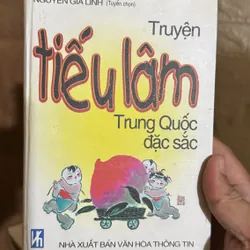 NGUYỄN GIA LINH (Tuyển chọn)
Truyện
tiếu lâm
Trung Quốc
đặc sắc
NHÀ XUẤT BẢN VĂN HÓA THÔNG TIN